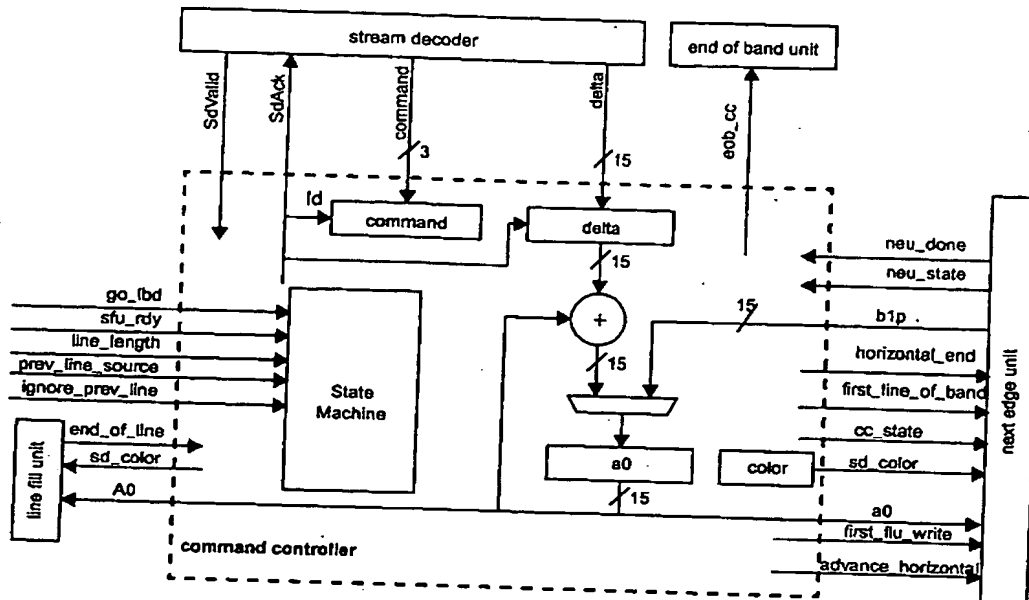 stream decoder
end of band unit
SdValid
SdAck
command
delta
eob_cc
3
15
ld
command
delta
15
neu_done
neu_state
go_lbd
sfu_rdy
line_length
prev_line_source
ignore_prev_line
State
Machine
+
15
b1p
15
horizontal_end
first_line_of_band
cc_state
sd_color
next edge unit
line fill unit
end_of_line
sd_color
A0
a0
color
15
a0
first_flu_write
advance_horizontal
command controller